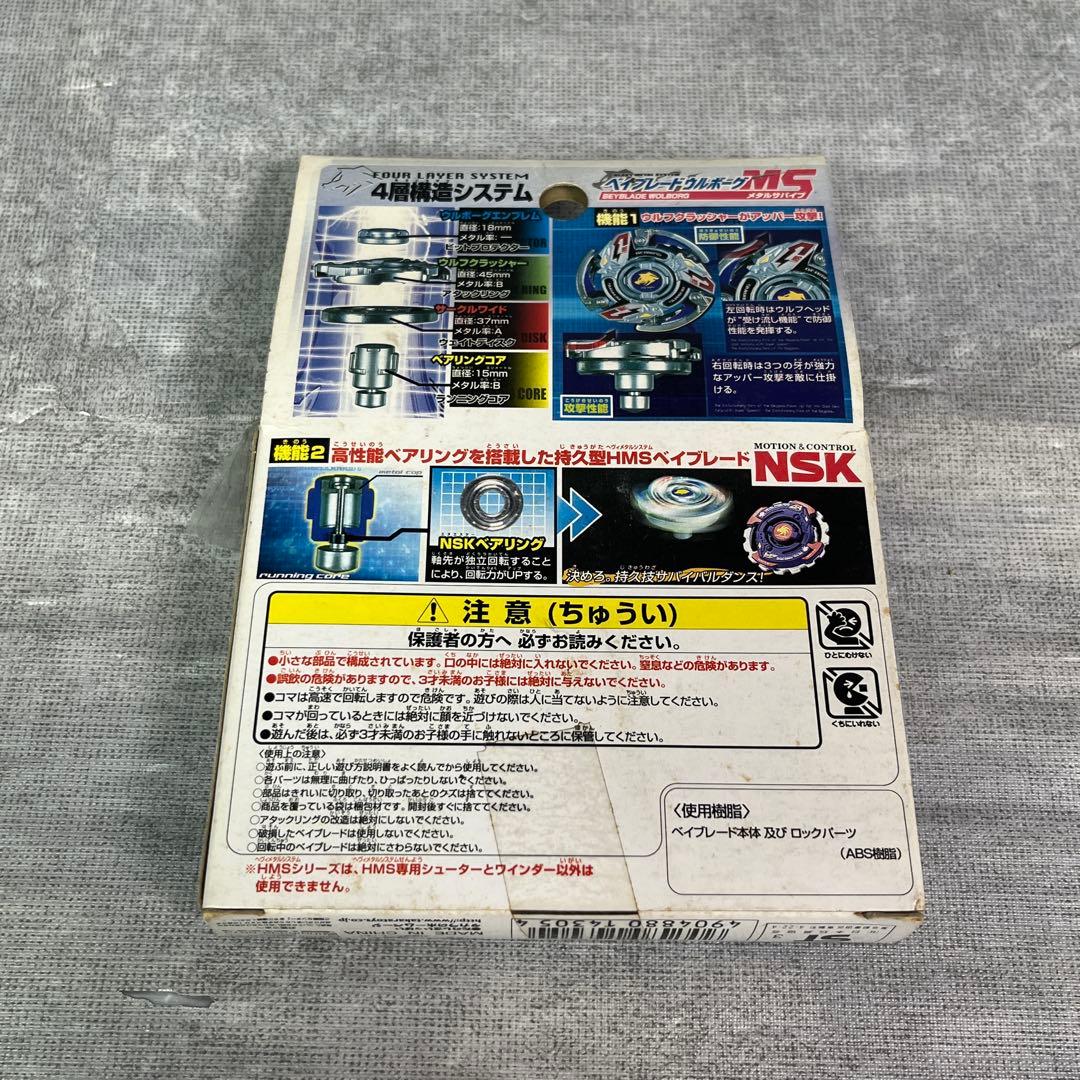 FOUR LAYER SYSTEM
4層構造システム
ウルボーグエンブレム
直径:18mm
メタル率:―
ビットプロテクター
ウルフクラッシャー
直径:45mm
メタル率:B
アタックリング
RING
サークルワイド
直径:37mm
メタル率:A
ウェイトディスク
DISK
ベアリングコア
直径:15mm
メタル率:B
ランニングコア
CORE
ベイブレード ウルボーグMS
BEYBLADE WOLBORG
メタルサバイブ
機能1 ウルフクラッシャーがアッパー攻撃!
防御性能
左回転時はウルフヘッド
が“受け流し機能”で防御
性能を発揮する。
右回転時は3つの牙が強力
なアッパー攻撃を敵に仕掛
ける。
攻撃性能
機能2 高性能ベアリングを搭載した持久型HMSベイブレード
MOTION & CONTROL
NSK
metal cap
running core
NSKベアリング
軸先が独立回転すること
により、回転力がUPする。
決めろ。持久技サバイバルダンス!
注意(ちゅうい)
保護者の方へ 必ずお読みください。
●小さな部品で構成されています。口の中には絶対に入れないでください。窒息などの危険があります。
●誤飲の危険がありますので、3才未満のお子様には絶対に与えないでください。
●コマは高速で回転しますので危険です。遊びの際は人に当てないように注意してください。
●コマが回っているときには絶対に顔を近づけないでください。
●遊んだ後は、必ず3才未満のお子様の手に触れないところに保管してください。
〈使用上の注意〉
○遊ぶ前に、正しい遊び方説明書をよく読んでから使用してください。
○各パーツは無理に曲げたり、ひっぱったりしないでください。
○部品はきれいに切り取り、切り取ったあとのクズは捨ててください。
○商品を覆っている袋は梱包材です。開封後すぐに捨ててください。
○アタックリングの改造は絶対にしないでください。
○破損したベイブレードは使用しないでください。
○回転中のベイブレードは絶対にさわらないでください。
※HMSシリーズは、HMS専用シューターとワインダー以外は
使用できません。
ひとにむけない
くちにいれない
〈使用樹脂〉
ベイブレード本体 及び ロックパーツ
(ABS樹脂)
4904880143054
MADE IN CHINA
http://www.takaratoys.co.jp